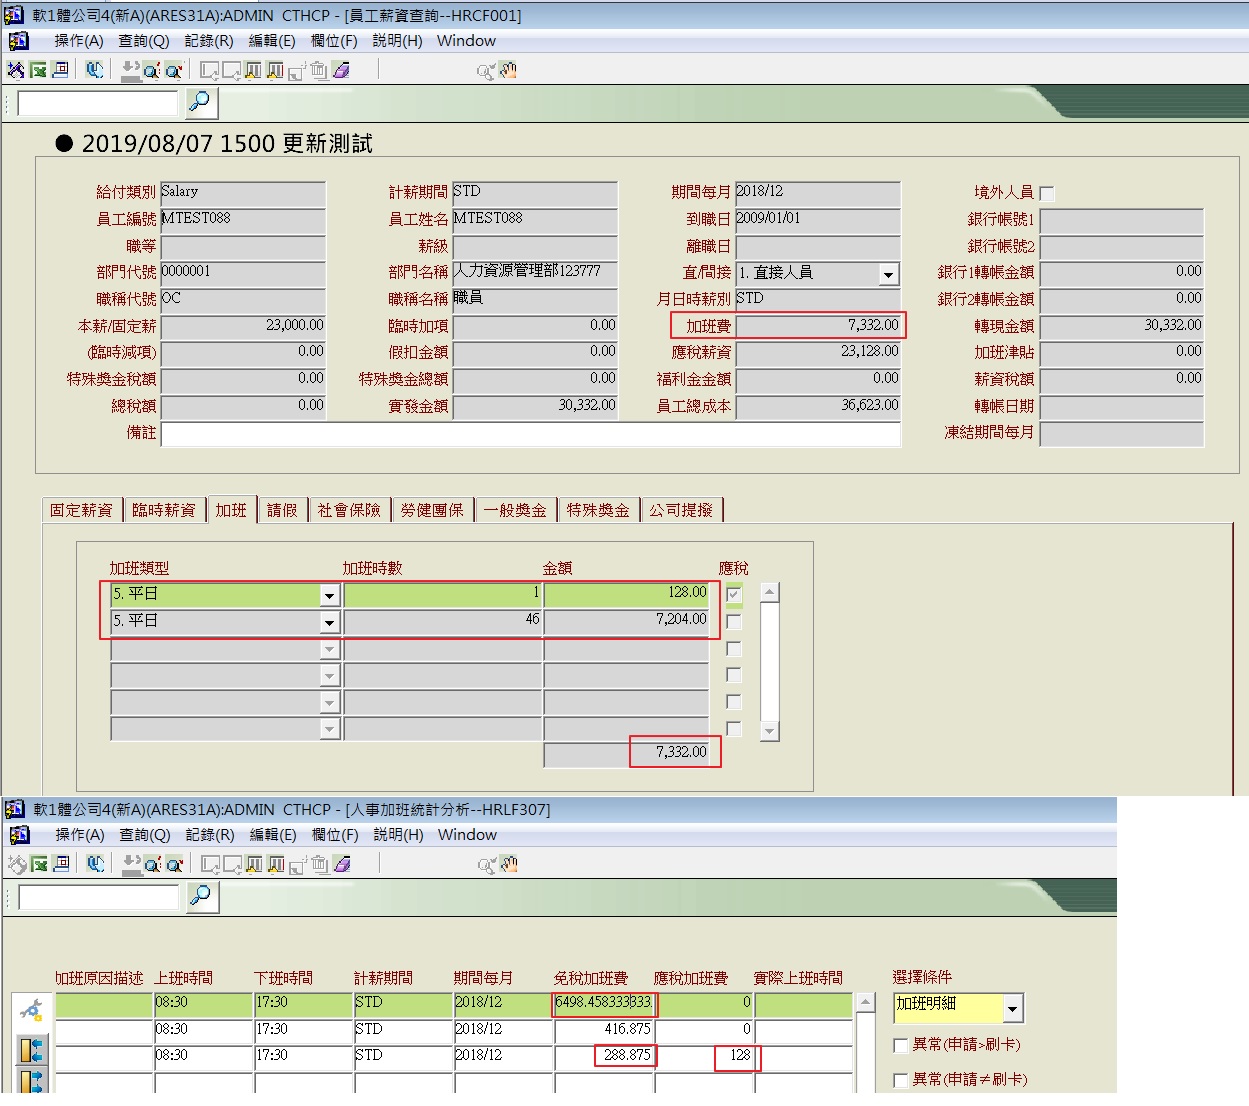 軟1體公司4(新A)(ARES31A):ADMIN CTHCP - [員工薪資查詢--HRCF001]
操作(A) 查詢(Q) 記錄(R) 編輯(E) 欄位(F) 説明(H) Window
● 2019/08/07 1500 更新測試
給付類別 Salary 計薪期間 STD 期間每月 2018/12 境外人員
員工編號 MTEST088 員工姓名 MTEST088 到職日 2009/01/01 銀行帳號1
職等 薪級 離職日 銀行帳號2
部門代號 0000001 部門名稱 人力資源管理部123777 直/間接 1. 直接人員 銀行1轉帳金額 0.00
職稱代號 OC 職稱名稱 職員 月日時薪別 STD 銀行2轉帳金額 0.00
本薪/固定薪 23,000.00 臨時加項 0.00 加班費 7,332.00 轉現金額 30,332.00
(臨時減項) 0.00 假扣金額 0.00 應稅薪資 23,128.00 加班津貼 0.00
特殊獎金稅額 0.00 特殊獎金總額 0.00 福利金金額 0.00 薪資稅額 0.00
總稅額 0.00 實發金額 30,332.00 員工總成本 36,623.00 轉帳日期
備註 凍結期間每月
固定薪資 臨時薪資 加班 請假 社會保險 勞健團保 一般獎金 特殊獎金 公司提撥
加班類型 加班時數 金額 應稅
5. 平日 1 128.00
5. 平日 46 7,204.00
7,332.00
軟1體公司4(新A)(ARES31A):ADMIN CTHCP - [人事加班統計分析--HRLF307]
操作(A) 查詢(Q) 記錄(R) 編輯(E) 欄位(F) 説明(H) Window
加班原因描述 上班時間 下班時間 計薪期間 期間每月 免稅加班費 應稅加班費 實際上班時間 選擇條件
08:30 17:30 STD 2018/12 6498.458333333 0 加班明細
08:30 17:30 STD 2018/12 416.875 0 異常(申請>刷卡)
08:30 17:30 STD 2018/12 288.875 128
異常(申請≠刷卡)